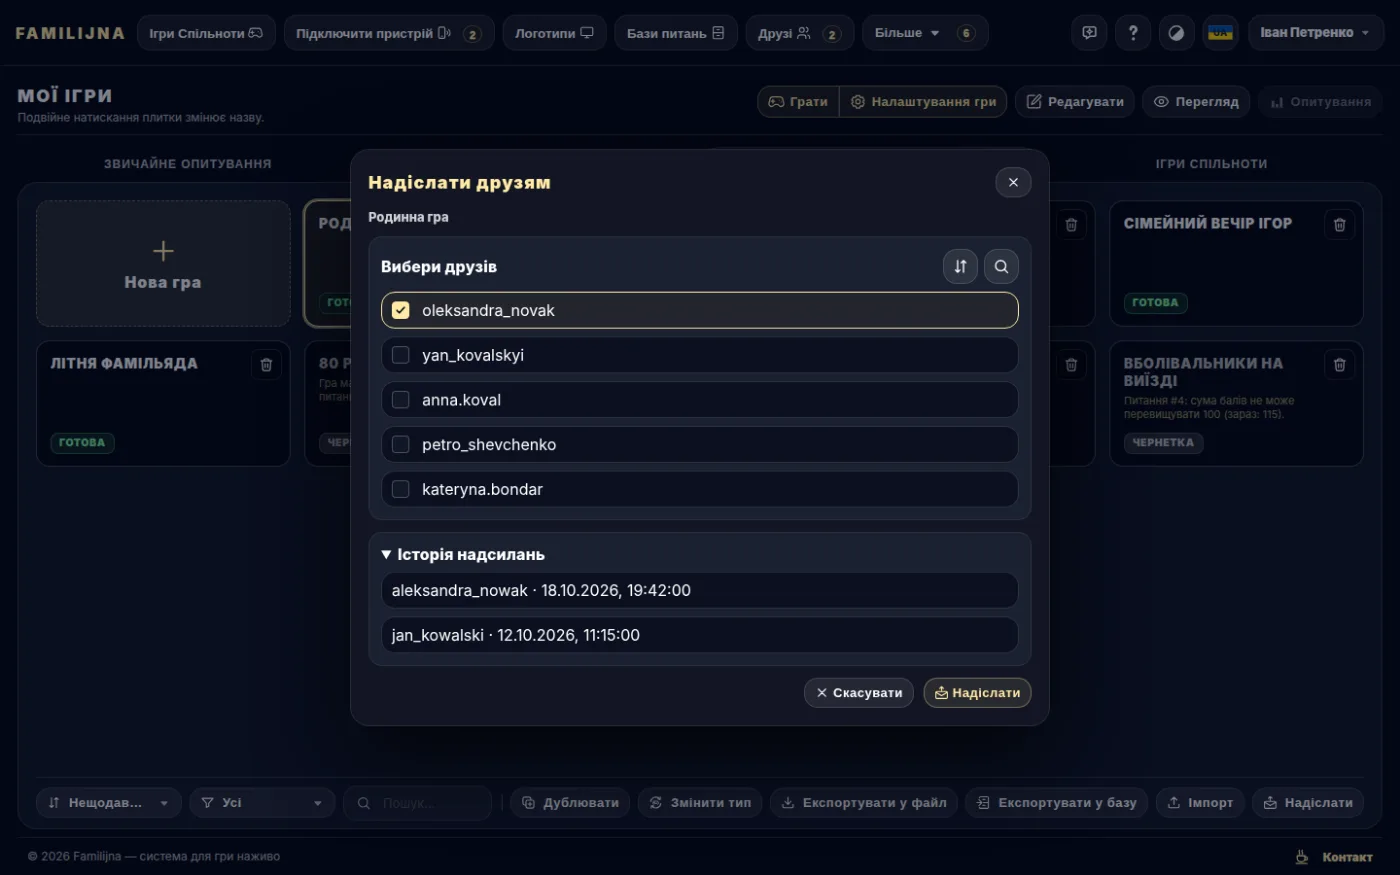 FAMILIJNA
Ігри Спільноти
Підключити пристрій 2
Логотипи
Бази питань
Друзі 2
Більше 6
?
UA
Іван Петренко
МОЇ ІГРИ
Подвійне натискання плитки змінює назву.
Грати
Налаштування гри
Редагувати
Перегляд
Опитування
ЗВИЧАЙНЕ ОПИТУВАННЯ
ІГРИ СПІЛЬНОТИ
Нова гра
СІМЕЙНИЙ ВЕЧІР ІГОР
ГОТОВА
ЛІТНЯ ФАМІЛЬЯДА
ГОТОВА
80
Гра
ВБОЛІВАЛЬНИКИ НА
ВИЇЗДІ
Питання #4: сума балів не може
перевищувати 100 (зараз: 115).
ЧЕРНЕТКА
Надіслати друзям
Родинна гра
Вибери друзів
oleksandra_novak
yan_kovalskyi
anna.koval
petro_shevchenko
kateryna.bondar
Історія надсилань
aleksandra_nowak · 18.10.2026, 19:42:00
jan_kowalski · 12.10.2026, 11:15:00
Скасувати
Надіслати
Нещодав...
Усі
Пошук...
Дублювати
Змінити тип
Експортувати у файл
Експортувати у базу
Імпорт
Надіслати
© 2026 Familijna — система для гри наживо
Контакт